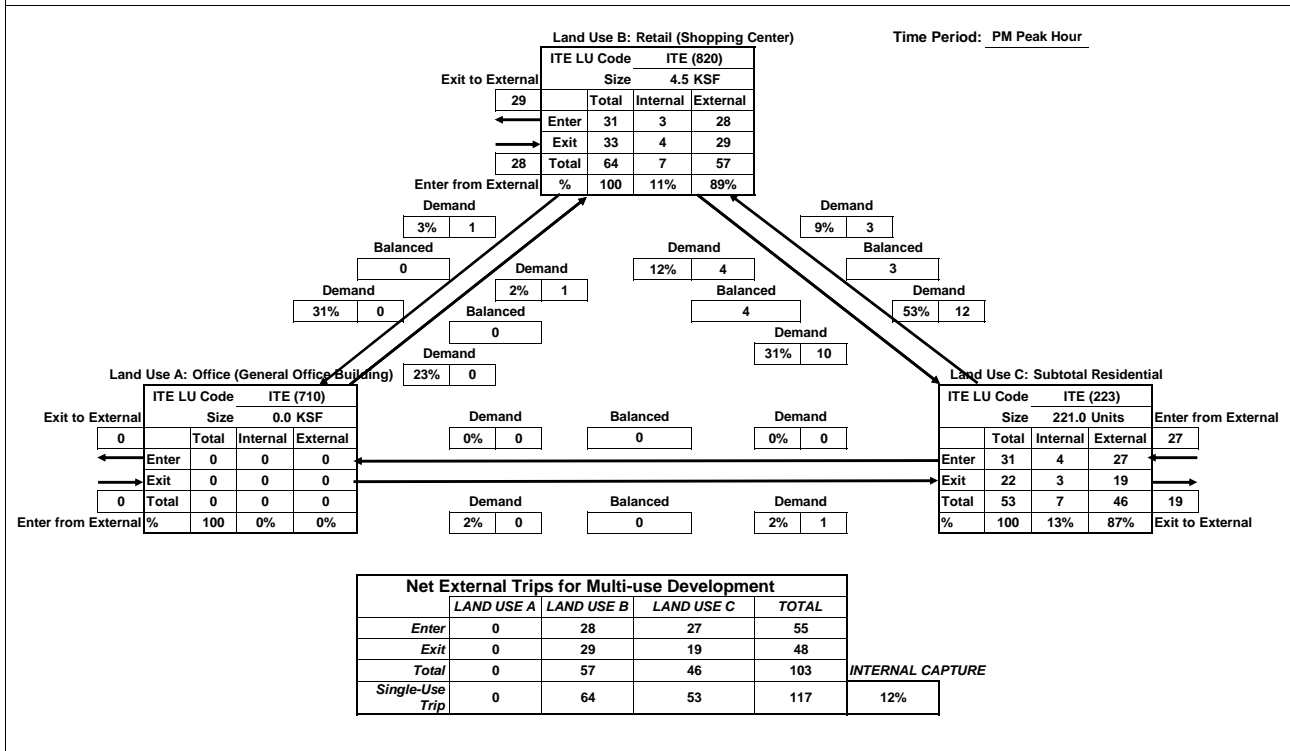 Land Use B: Retail (Shopping Center)
Time Period: PM Peak Hour
ITE LU Code ITE (820)
Exit to External Size 4.5 KSF
29 Total Internal External
Enter 31 3 28
Exit 33 4 29
28 Total 64 7 57
Enter from External % 100 11% 89%
Demand
3% 1
Balanced
0
Demand
31% 0
Demand
2% 1
Balanced
0
Demand
23% 0
Demand
12% 4
Balanced
4
Demand
31% 10
Demand
9% 3
Balanced
3
Demand
53% 12
Land Use A: Office (General Office Building)
ITE LU Code ITE (710)
Exit to External Size 0.0 KSF
0 Total Internal External
Enter 0 0 0
Exit 0 0 0
0 Total 0 0 0
Enter from External % 100 0% 0%
Demand Balanced Demand
0% 0 0 0% 0
Demand Balanced Demand
2% 0 0 2% 1
Land Use C: Subtotal Residential
ITE LU Code ITE (223)
Size 221.0 Units Enter from External
Total Internal External 27
Enter 31 4 27
Exit 22 3 19
Total 53 7 46 19
% 100 13% 87% Exit to External
Net External Trips for Multi-use Development
LAND USE A LAND USE B LAND USE C TOTAL
Enter 0 28 27 55
Exit 0 29 19 48
Total 0 57 46 103 INTERNAL CAPTURE
Single-Use
Trip 0 64 53 117 12%